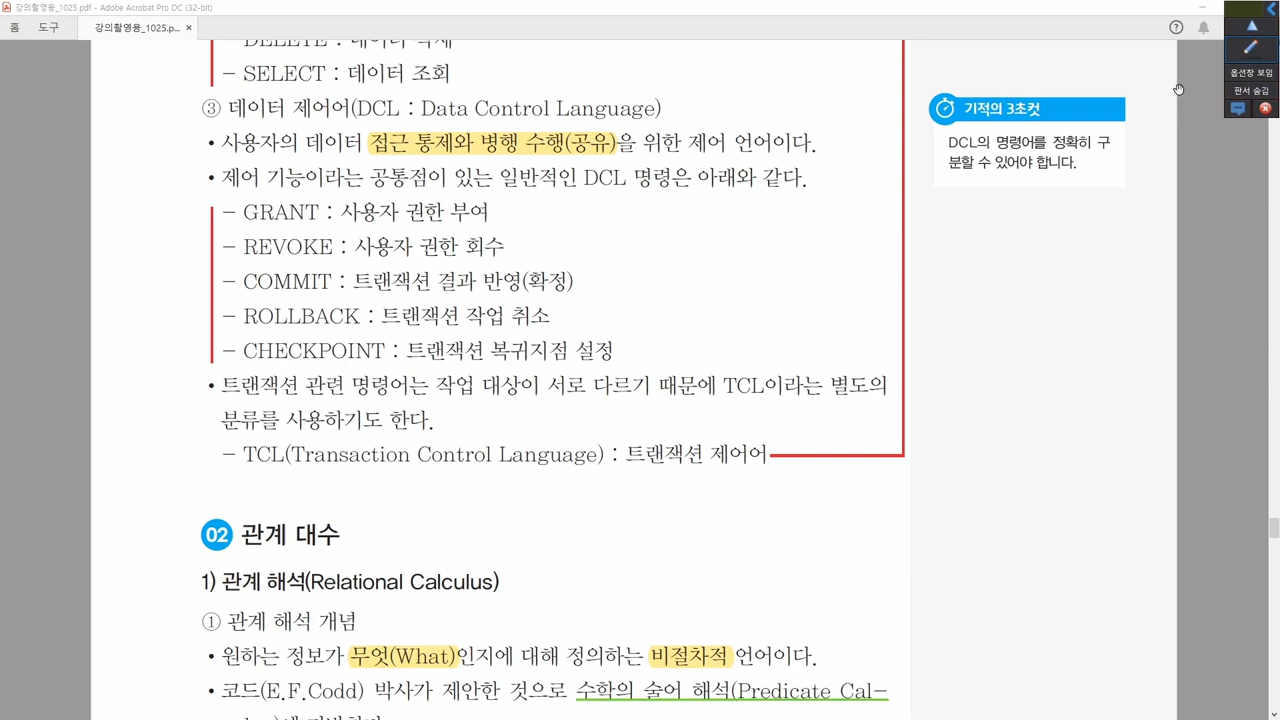 강의촬영용_1025.pdf - Adobe Acrobat Pro DC (32-bit)
홈 도구 강의촬영용_1025.p... ×
옵션창 보임
판서 숨김
- SELECT : 데이터 조회
③ 데이터 제어어(DCL : Data Control Language)
• 사용자의 데이터 접근 통제와 병행 수행(공유)을 위한 제어 언어이다.
• 제어 기능이라는 공통점이 있는 일반적인 DCL 명령은 아래와 같다.
- GRANT : 사용자 권한 부여
- REVOKE : 사용자 권한 회수
- COMMIT : 트랜잭션 결과 반영(확정)
- ROLLBACK : 트랜잭션 작업 취소
- CHECKPOINT : 트랜잭션 복귀지점 설정
• 트랜잭션 관련 명령어는 작업 대상이 서로 다르기 때문에 TCL이라는 별도의
분류를 사용하기도 한다.
- TCL(Transaction Control Language) : 트랜잭션 제어어
기적의 3초컷
DCL의 명령어를 정확히 구
분할 수 있어야 합니다.
02 관계 대수
1) 관계 해석(Relational Calculus)
① 관계 해석 개념
• 원하는 정보가 무엇(What)인지에 대해 정의하는 비절차적 언어이다.
• 코드(E.F.Codd) 박사가 제안한 것으로 수학의 술어 해석(Predicate Cal-